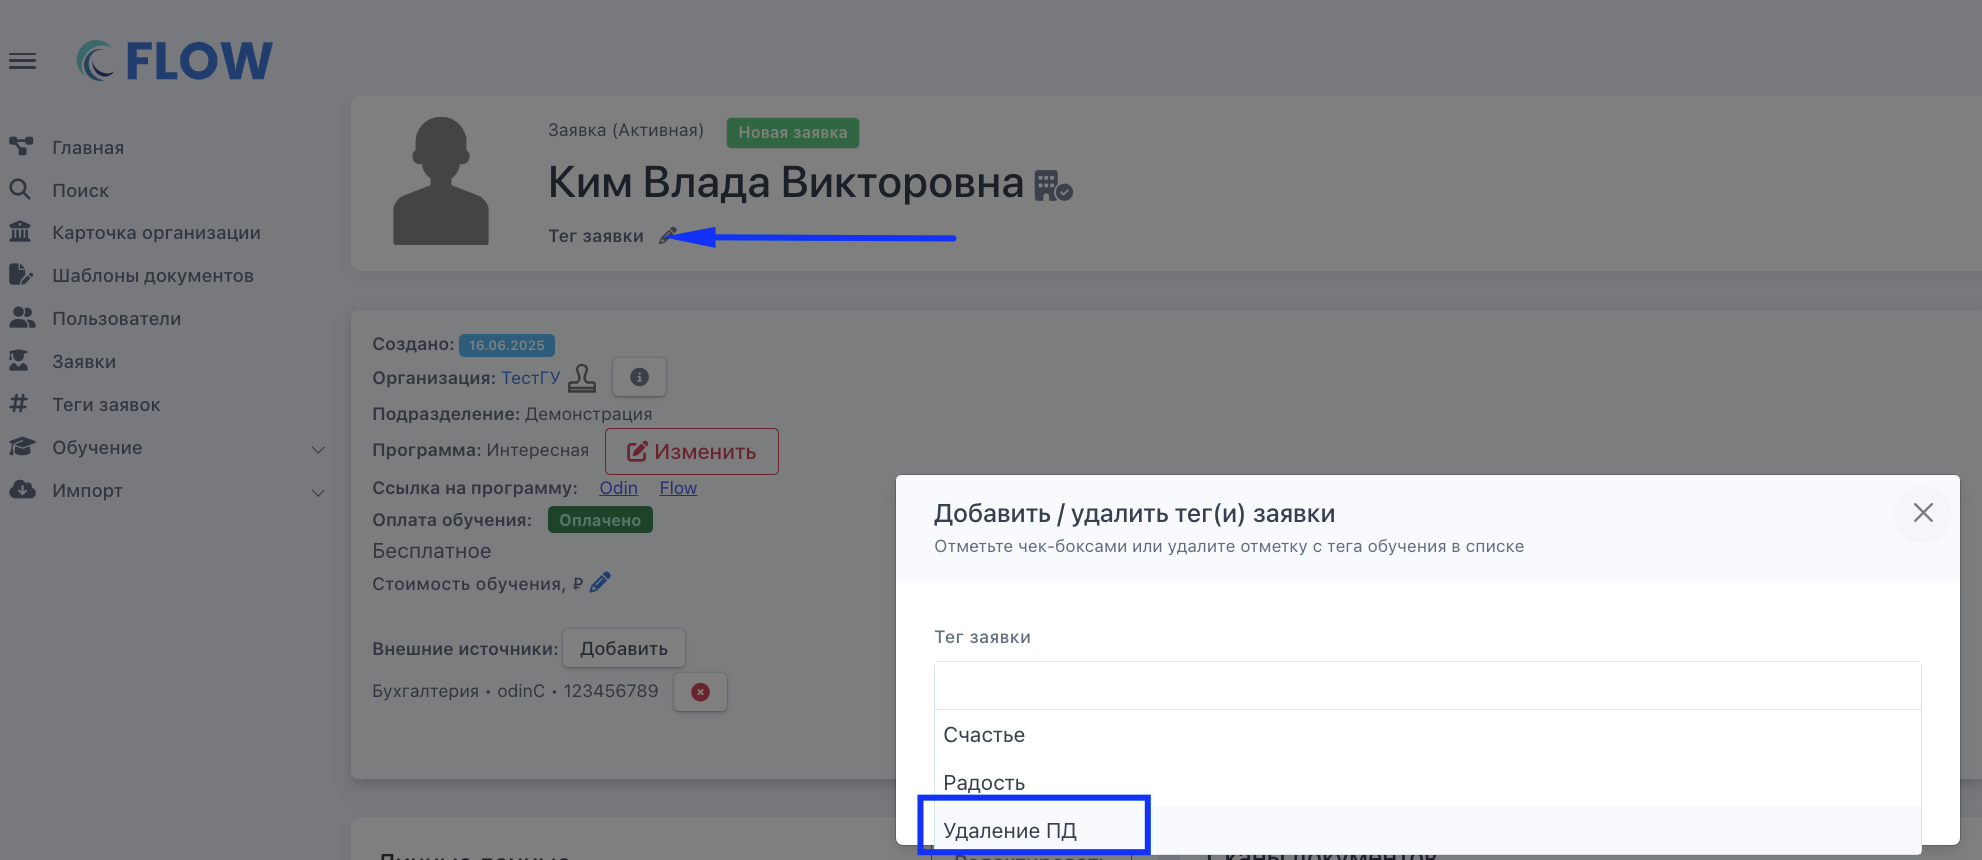 FLOW
Главная
Поиск
Карточка организации
Шаблоны документов
Пользователи
Заявки
Теги заявок
Обучение
Импорт
Заявка (Активная) Новая заявка
Ким Влада Викторовна
Тег заявки
Создано: 16.06.2025
Организация: ТестГУ
Подразделение: Демонстрация
Программа: Интересная Изменить
Ссылка на программу: Odin Flow
Оплата обучения: Оплачено
Бесплатное
Стоимость обучения, ₽
Внешние источники: Добавить
Бухгалтерия • odinC • 123456789
Добавить / удалить тег(и) заявки
Отметьте чек-боксами или удалите отметку с тега обучения в списке
Тег заявки
Счастье
Радость
Удаление ПД